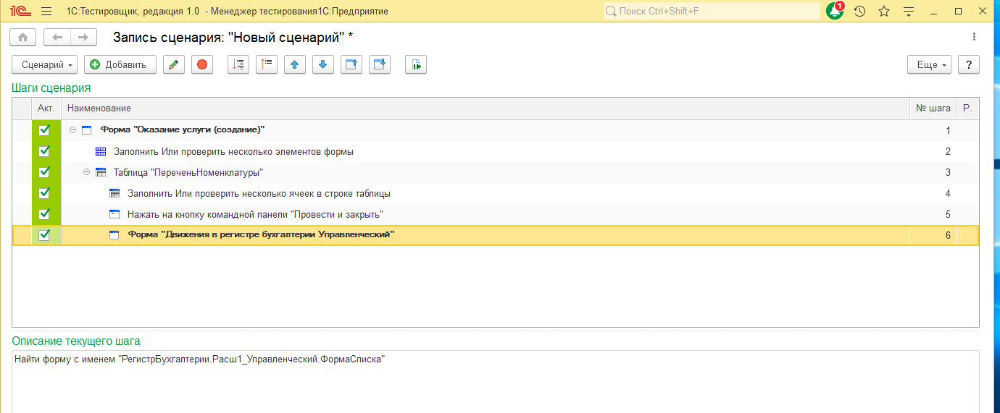 1С:Тестировщик, редакция 1.0 - Менеджер тестирования1С:Предприятие
Поиск Ctrl+Shift+F
1
Запись сценария: "Новый сценарий" *
Сценарий
Добавить
Еще
?
Шаги сценария
Акт. Наименование № шага Р.
Форма "Оказание услуги (создание)" 1
Заполнить Или проверить несколько элементов формы 2
Таблица "ПереченьНоменклатуры" 3
Заполнить Или проверить несколько ячеек в строке таблицы 4
Нажать на кнопку командной панели "Провести и закрыть" 5
Форма "Движения в регистре бухгалтерии Управленческий" 6
Описание текущего шага
Найти форму с именем "РегистрБухгалтерии.Расш1_Управленческий.ФормаСписка"